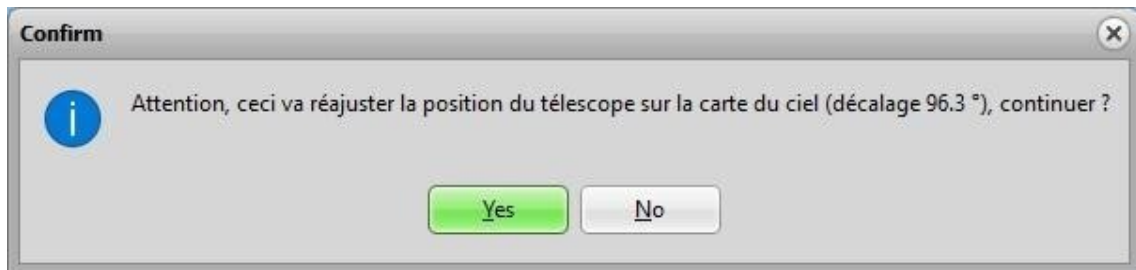 Confirm
Attention, ceci va réajuster la position du télescope sur la carte du ciel (décalage 96.3 °), continuer ?
Yes
No